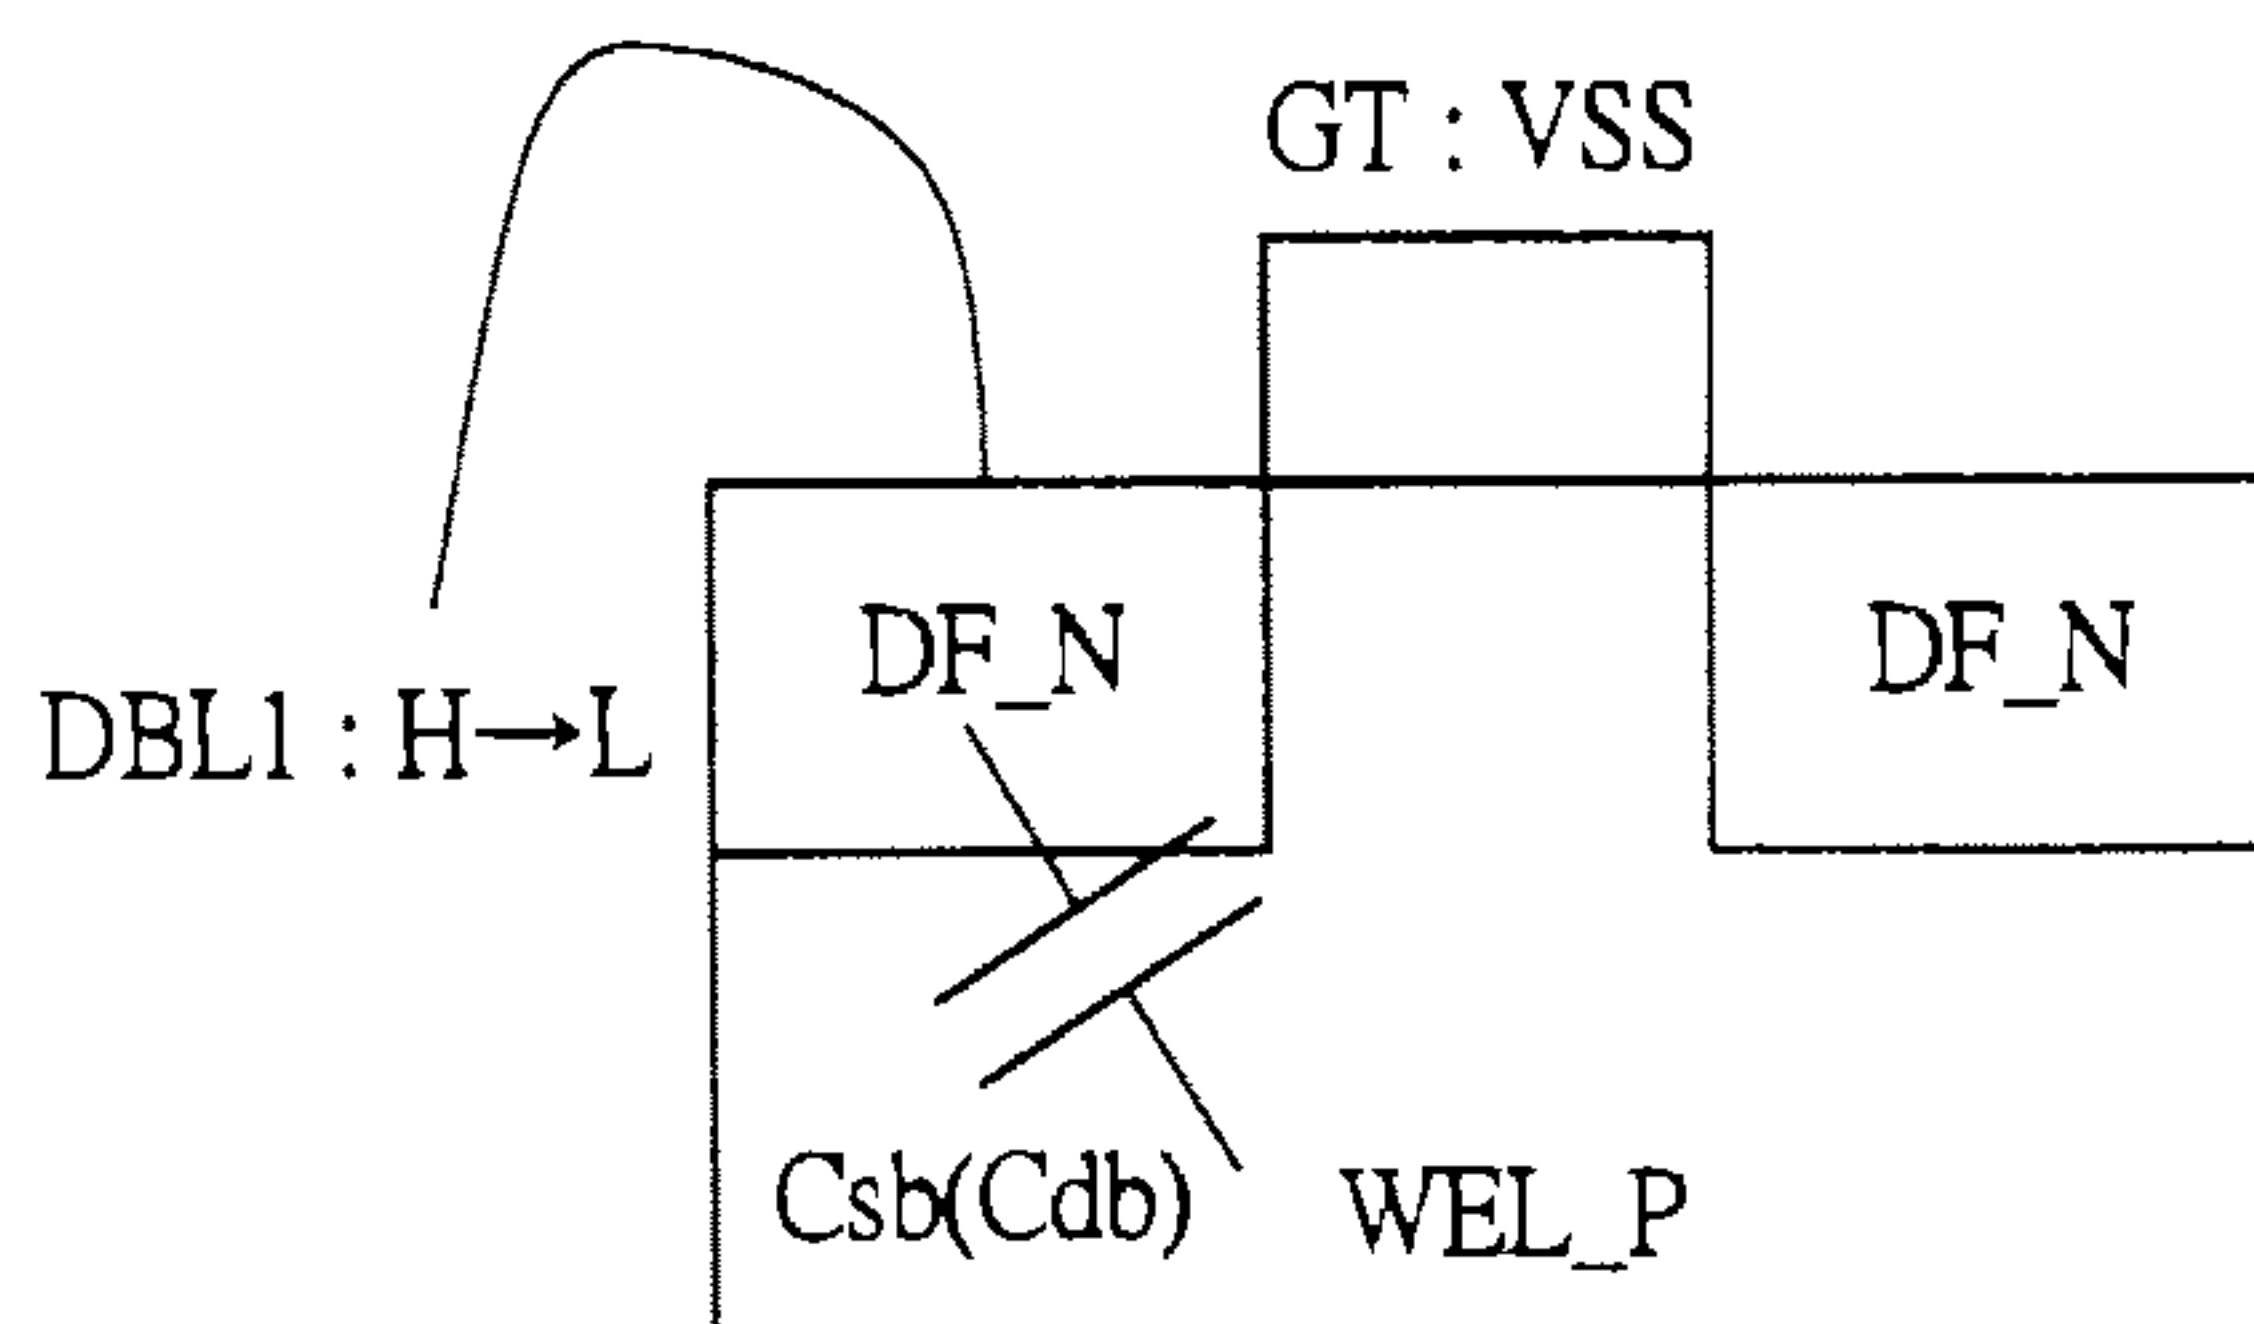 GT : VSS
DF_N
DF_N
DBL1 : H→L
Csb(Cdb)
WEL_P